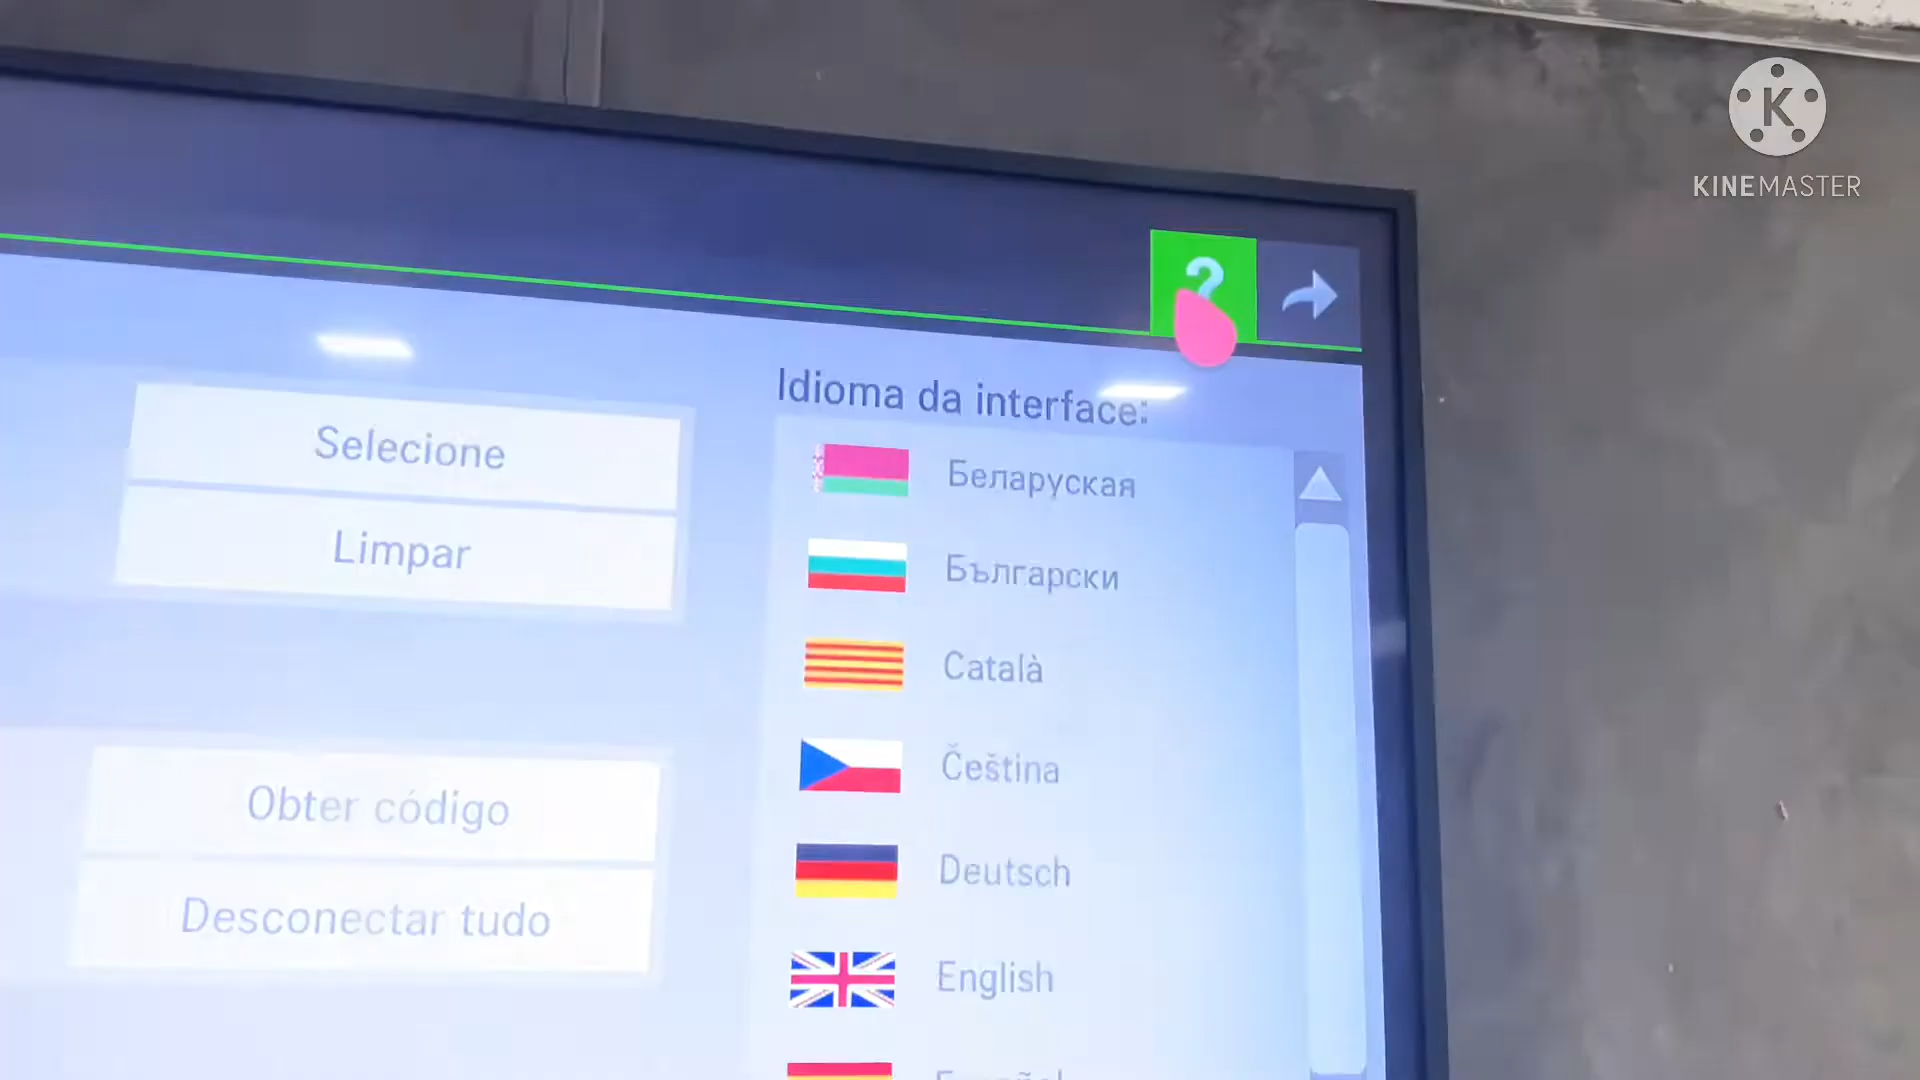 K
KINEMASTER
?
Idioma da interface:
Selecione
Limpar
Obter código
Desconectar tudo
Беларуская
Български
Català
Čeština
Deutsch
English